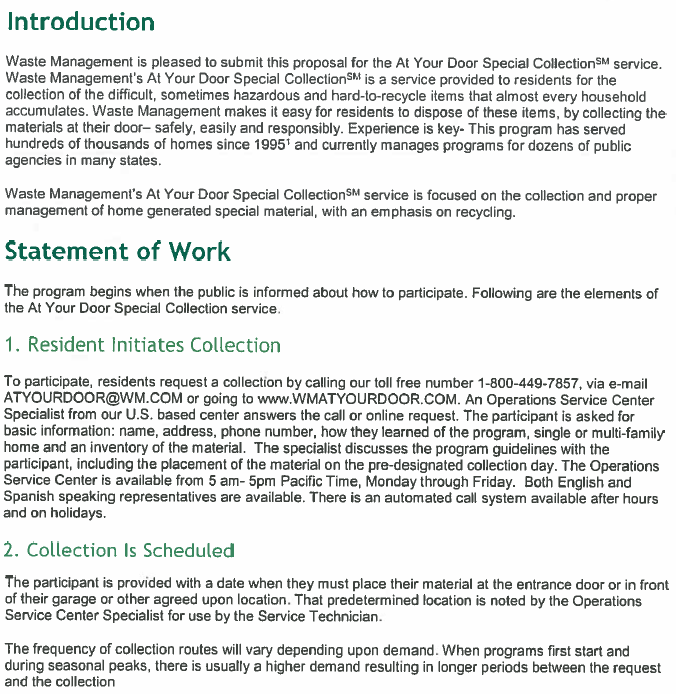 Introduction
Waste Management is pleased to submit this proposal for the At Your Door Special Collection℠ service.
Waste Management's At Your Door Special Collection℠ is a service provided to residents for the
collection of the difficult, sometimes hazardous and hard-to-recycle items that almost every household
accumulates. Waste Management makes it easy for residents to dispose of these items, by collecting the
materials at their door– safely, easily and responsibly. Experience is key- This program has served
hundreds of thousands of homes since 1995¹ and currently manages programs for dozens of public
agencies in many states.
Waste Management's At Your Door Special Collection℠ service is focused on the collection and proper
management of home generated special material, with an emphasis on recycling.
Statement of Work
The program begins when the public is informed about how to participate. Following are the elements of
the At Your Door Special Collection service.
1. Resident Initiates Collection
To participate, residents request a collection by calling our toll free number 1-800-449-7857, via e-mail
ATYOURDOOR@WM.COM or going to www.WMATYOURDOOR.COM. An Operations Service Center
Specialist from our U.S. based center answers the call or online request. The participant is asked for
basic information: name, address, phone number, how they learned of the program, single or multi-family
home and an inventory of the material.  The specialist discusses the program guidelines with the
participant, including the placement of the material on the pre-designated collection day. The Operations
Service Center is available from 5 am- 5pm Pacific Time, Monday through Friday.  Both English and
Spanish speaking representatives are available. There is an automated call system available after hours
and on holidays.
2. Collection Is Scheduled
The participant is provided with a date when they must place their material at the entrance door or in front
of their garage or other agreed upon location. That predetermined location is noted by the Operations
Service Center Specialist for use by the Service Technician.
The frequency of collection routes will vary depending upon demand. When programs first start and
during seasonal peaks, there is usually a higher demand resulting in longer periods between the request
and the collection